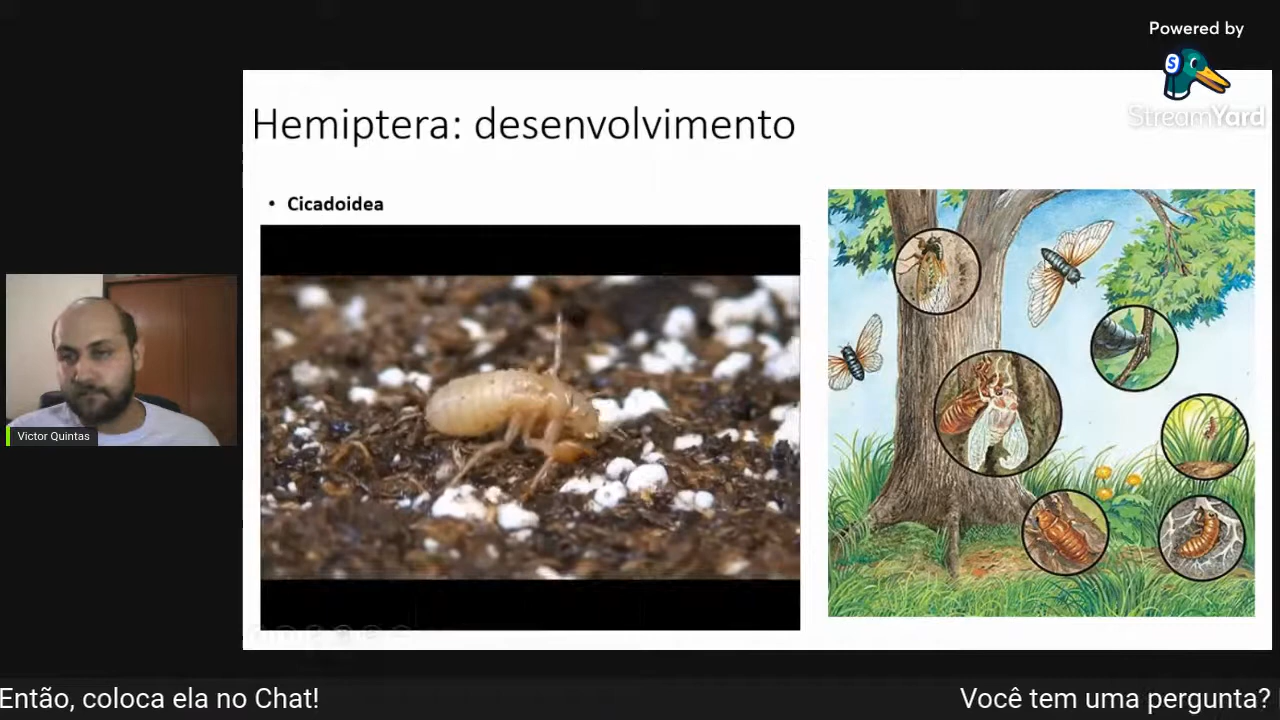 Powered by
S
StreamYard
Hemiptera: desenvolvimento
• Cicadoidea
Victor Quintas
Então, coloca ela no Chat!
Você tem uma pergunta?